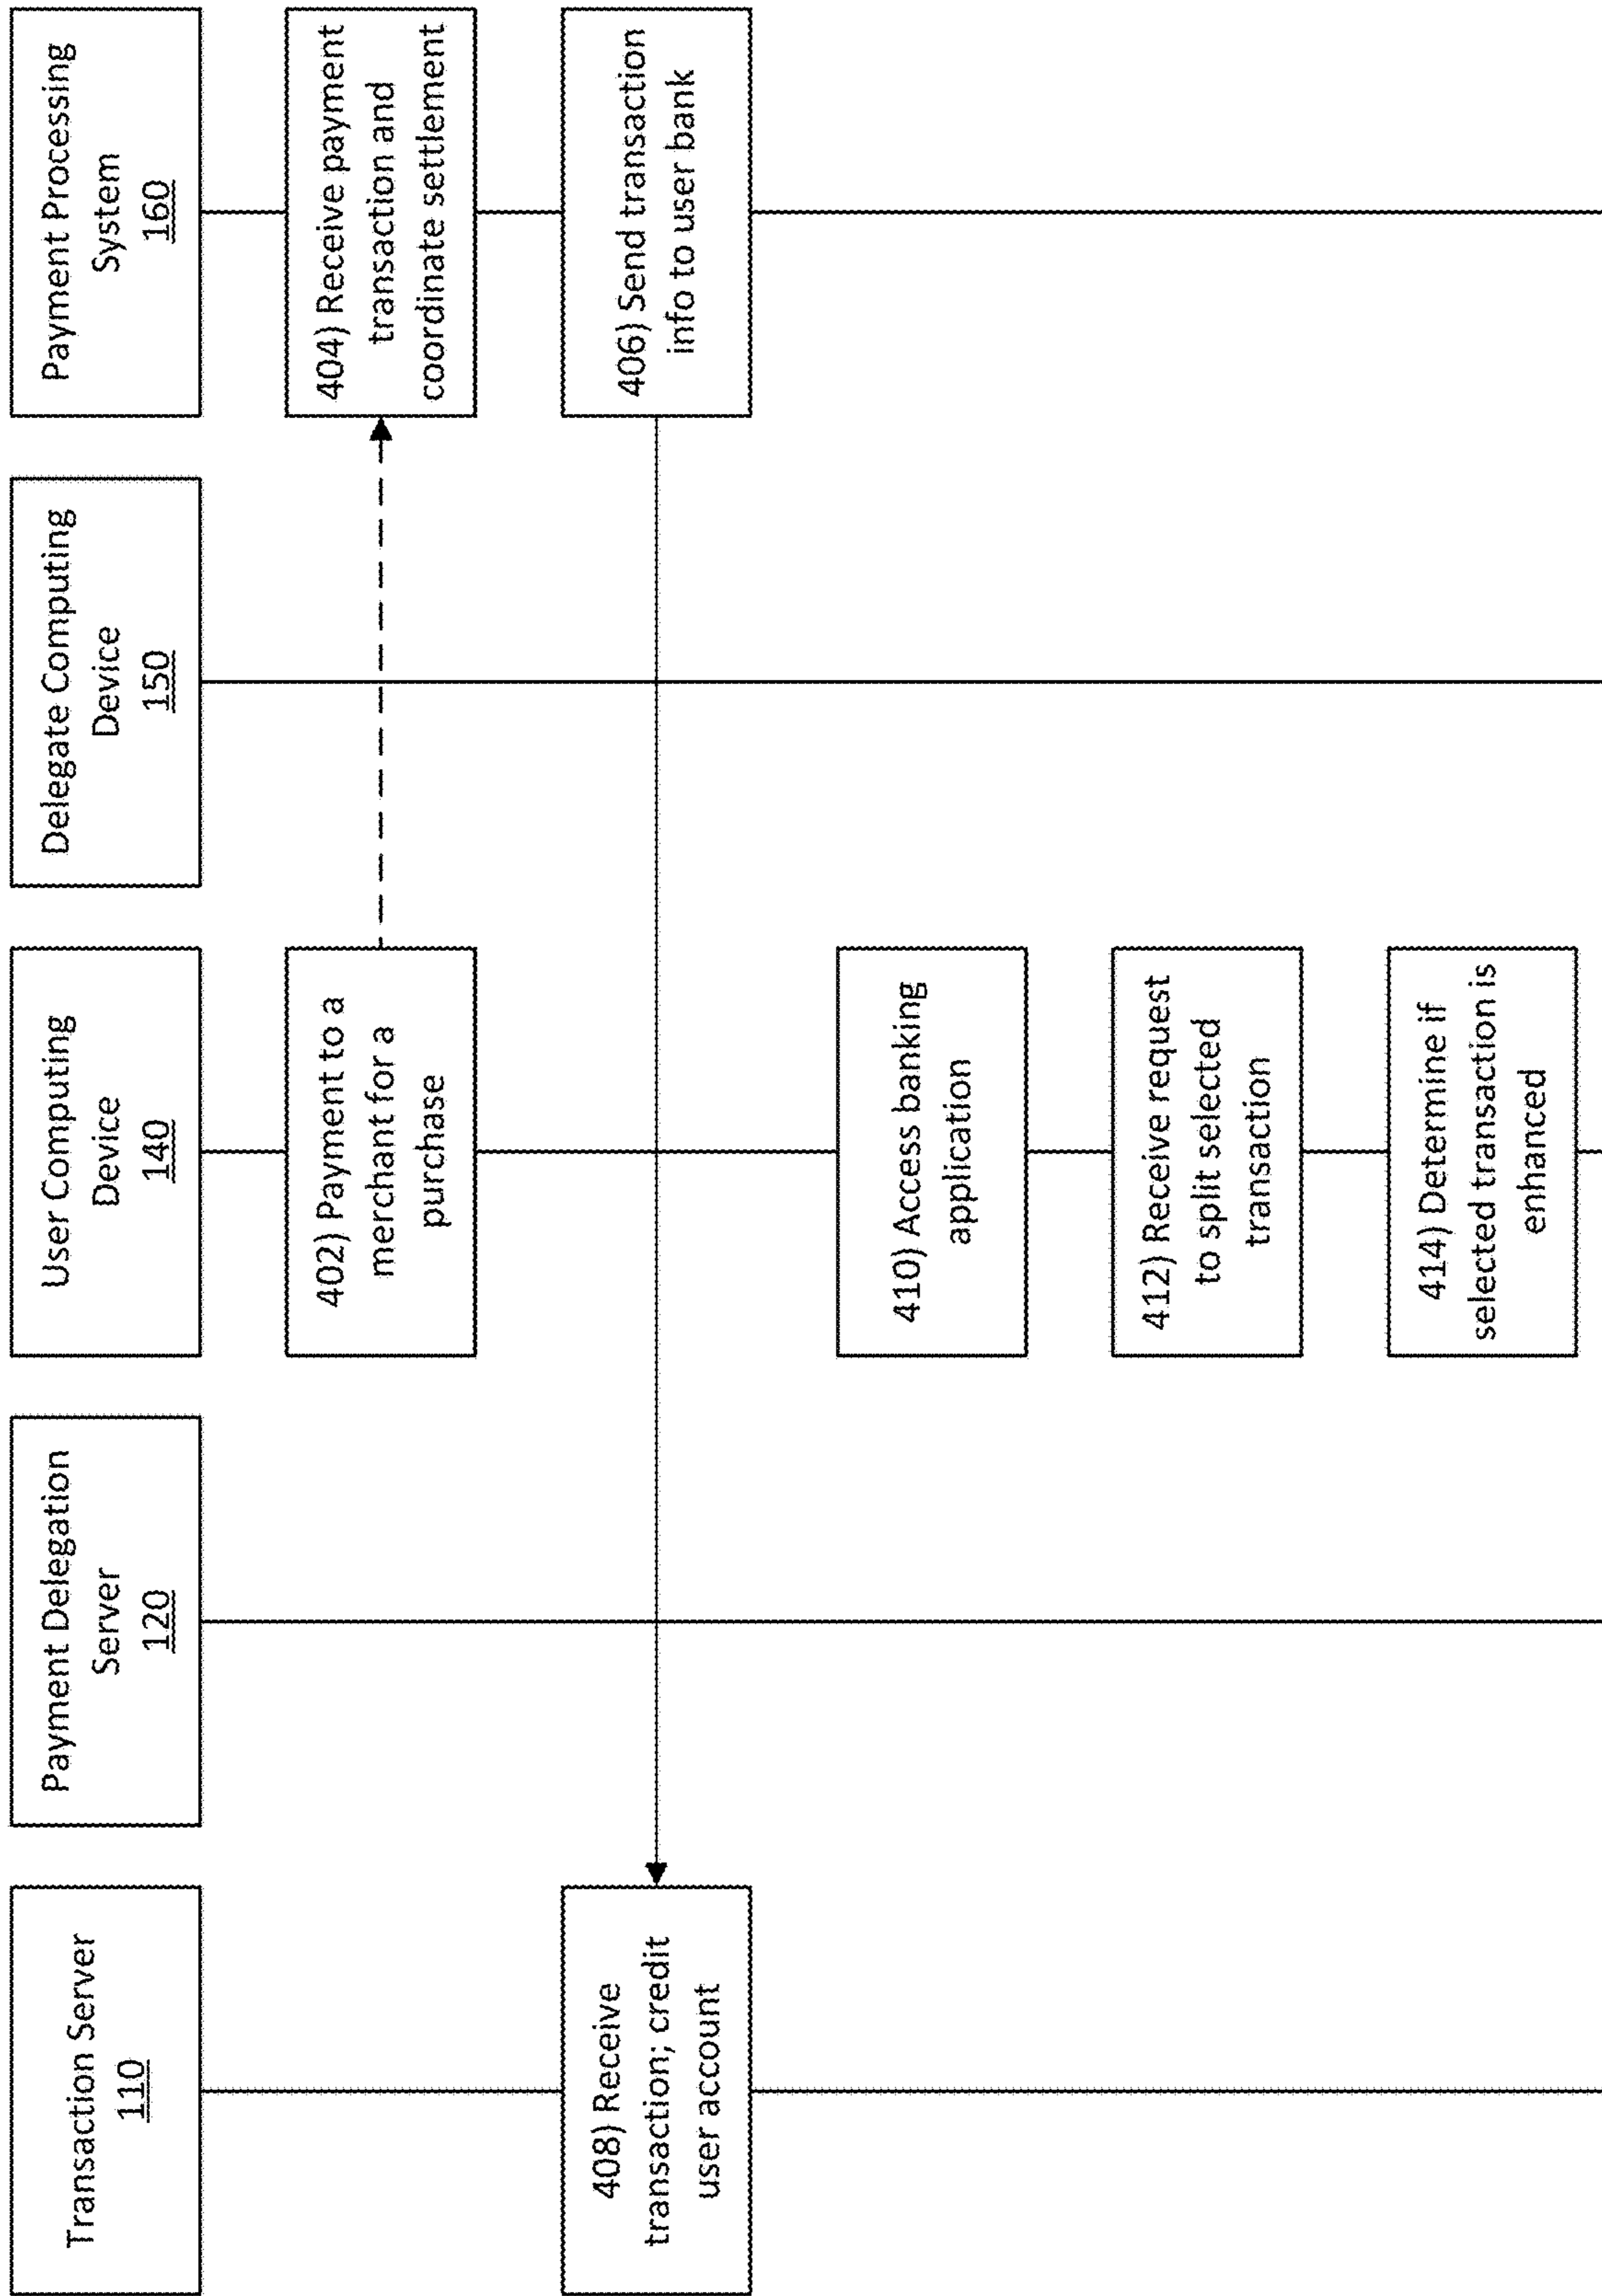 Transaction Server
110
Payment Delegation
Server
120
User Computing
Device
140
Delegate Computing
Device
150
Payment Processing
System
160
402) Payment to a
merchant for a
purchase
404) Receive payment
transaction and
coordinate settlement
408) Receive
transaction; credit
user account
406) Send transaction
info to user bank
410) Access banking
application
412) Receive request
to split selected
transaction
414) Determine if
selected transaction is
enhanced